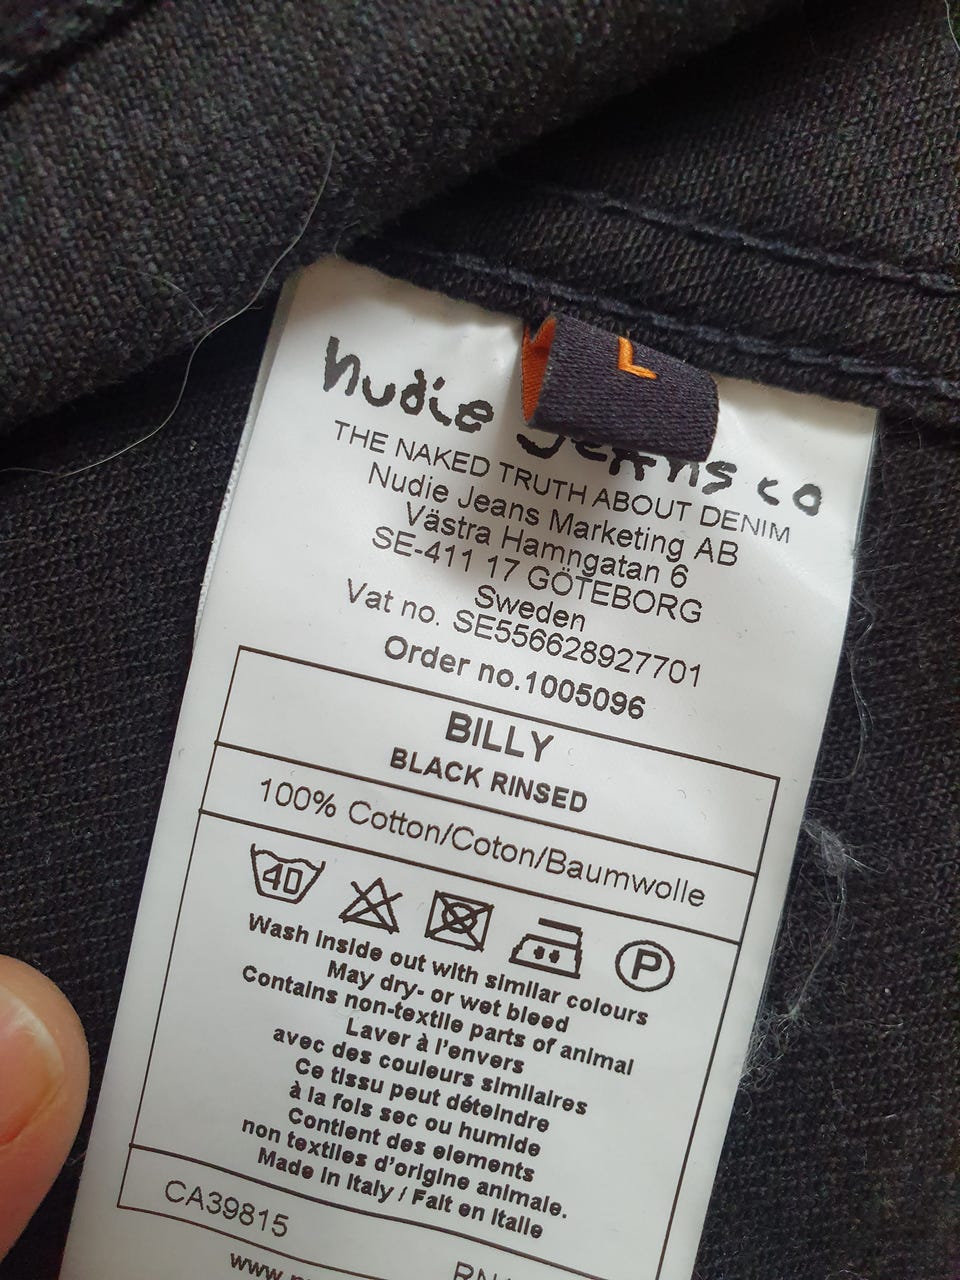 L
nudie jeans co
THE NAKED TRUTH ABOUT DENIM
Nudie Jeans Marketing AB
Västra Hamngatan 6
SE-411 17 GÖTEBORG
Sweden
Vat no. SE556628927701
Order no.1005096
BILLY
BLACK RINSED
100% Cotton/Coton/Baumwolle
40 P
Wash inside out with similar colours
May dry- or wet bleed
Contains non-textile parts of animal
Laver à l'envers
avec des couleurs similaires
Ce tissu peut déteindre
à la fois sec ou humide
Contient des elements
non textiles d'origine animale.
Made in Italy / Fait en Italie
CA39815